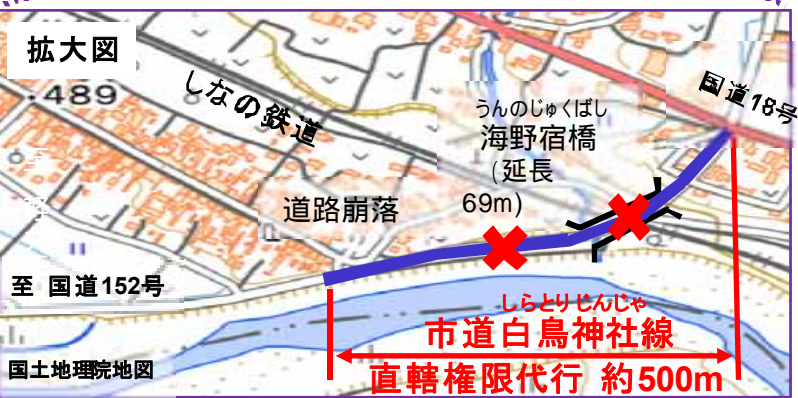 拡大図
489
しなの鉄道
国道18号
うんのじゅくばし
海野宿橋
(延長
69m)
道路崩落
至
至 国道152号
しらとりじんじゃ
市道白鳥神社線
直轄権限代行 約500m
国土地理院地図